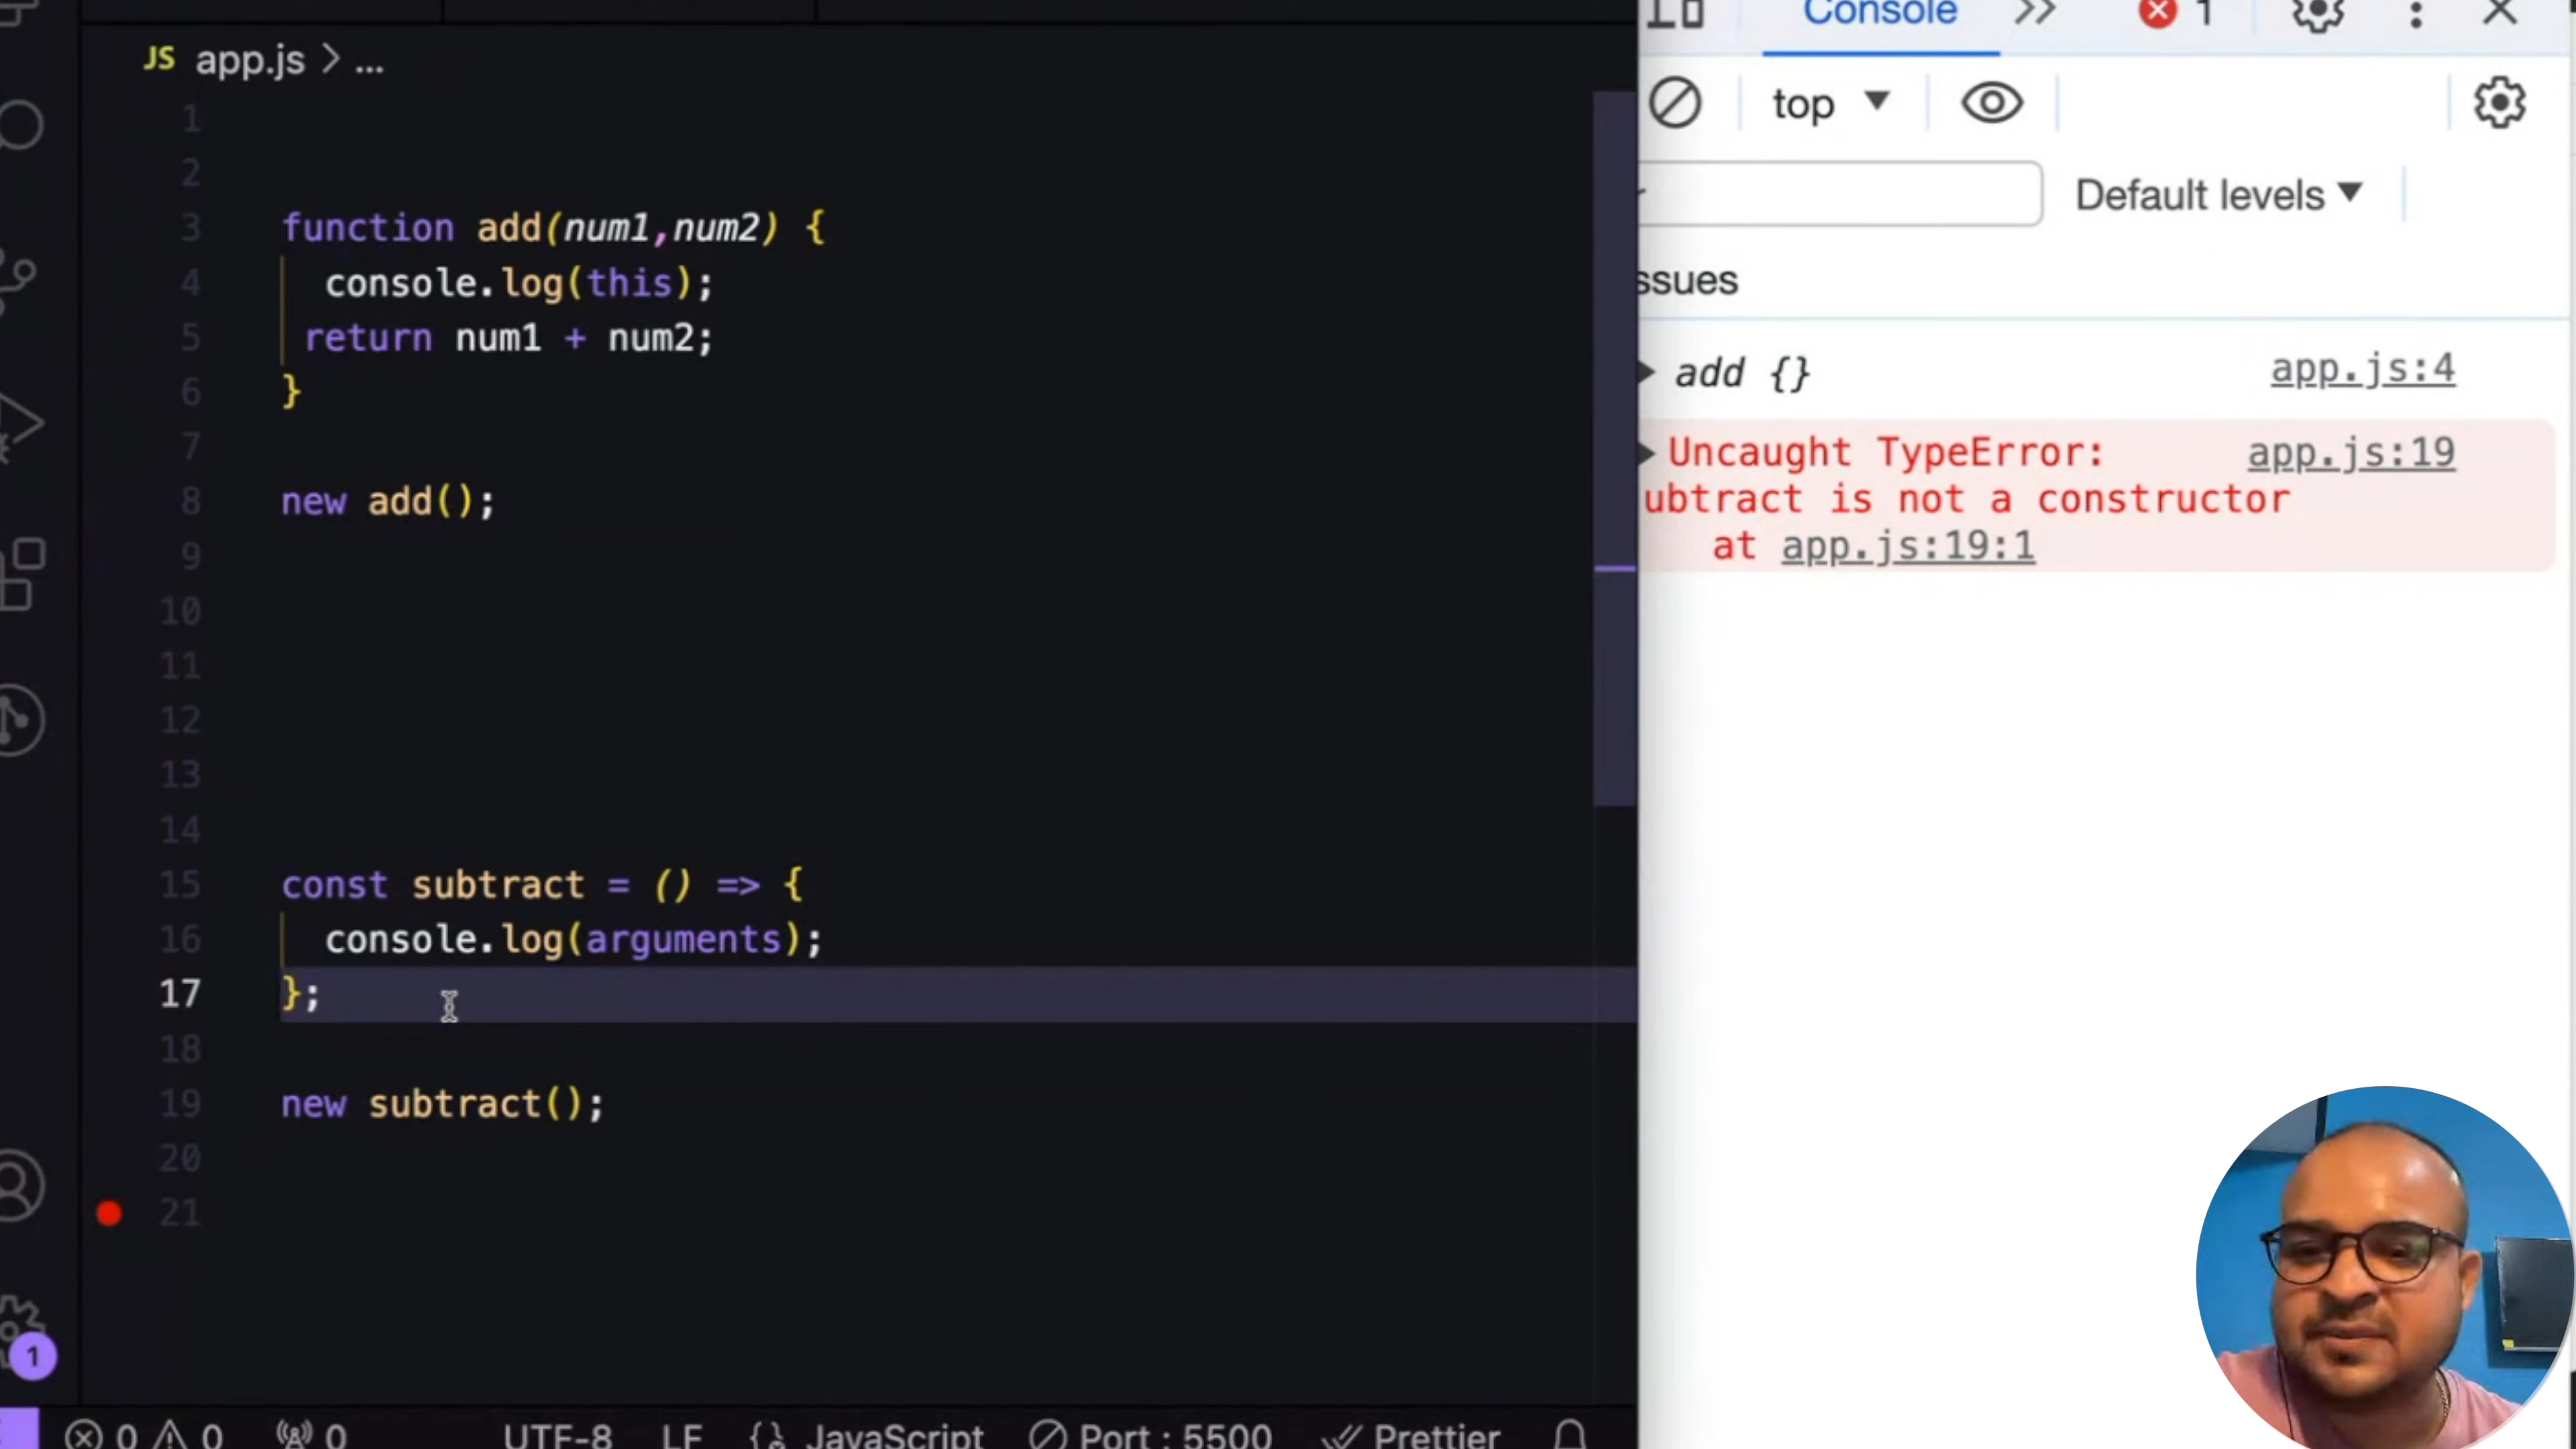 JS app.js > ...
1
2
3 function add(num1,num2) {
4 console.log(this);
5 return num1 + num2;
6 }
7
8 new add();
9
10
11
12
13
14
15 const subtract = () => {
16 console.log(arguments);
17 };
18
19 new subtract();
20
21
1
0 0 0 UTF-8 LF {} JavaScript Port : 5500 Prettier
Console >> 1
top
Default levels
ssues
add {} app.js:4
Uncaught TypeError: app.js:19
ubtract is not a constructor
at app.js:19:1